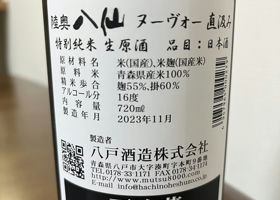 陸奥八仙 ヌーヴォー 直汲み
特別純米 生原酒 品目：日本酒
原材料 米(国産)、米麹(国産米)
原料米 青森県産米100%
精米歩合 麹55%、掛60%
アルコール分 16度
内容量 720ml
製造年月 2023年11月
製造者
八戸酒造株式会社
青森県八戸市大字湊町字本町9番地
TEL 0178-33-1171 FAX 0178-34-1174
URL http://www.mutsu8000.com
E-mail info@hachinoheshuzo.co.jp